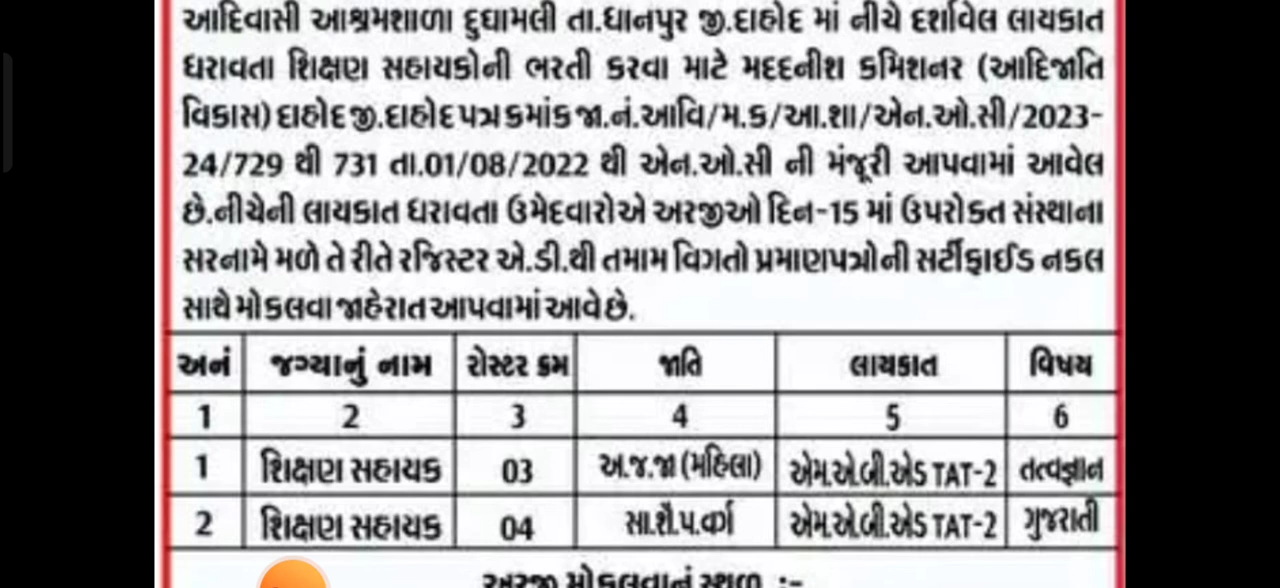 આદિવાસી આશ્રમશાળા દુધામલી તા.ધાનપુર જી.દાહોદ માં નીચે દર્શાવેલ લાયકાત
ધરાવતા શિક્ષણ સહાયકોની ભરતી કરવા માટે મદદનીશ કમિશનર (આદિજાતિ
વિકાસ) દાહોદ જી.દાહોદ પત્ર ક્રમાંક જા.નં.આવિ/મ.ક/આ.શા/એન.ઓ.સી/2023-
24/729 થી 731 તા.01/08/2022 થી એન.ઓ.સી ની મંજૂરી આપવામાં આવેલ
છે.નીચેની લાયકાત ધરાવતા ઉમેદવારોએ અરજીઓ દિન-15 માં ઉપરોક્ત સંસ્થાના
સરનામે મળે તે રીતે રજિસ્ટર એ.ડી.થી તમામ વિગતો પ્રમાણપત્રોની સર્ટીફાઈડ નકલ
સાથે મોકલવા જાહેરાત આપવામાં આવે છે.
અનં જગ્યાનું નામ રોસ્ટર ક્રમ જાતિ લાયકાત વિષય
1 2 3 4 5 6
1 શિક્ષણ સહાયક 03 અ.જ.જા (મહિલા) એમ.એ.બી.એડ TAT-2 તત્વજ્ઞાન
2 શિક્ષણ સહાયક 04 સા.શૈ.પ.વર્ગ એમ.એ.બી.એડ TAT-2 ગુજરાતી
અરજી મોકલવાનું સ્થળ :-